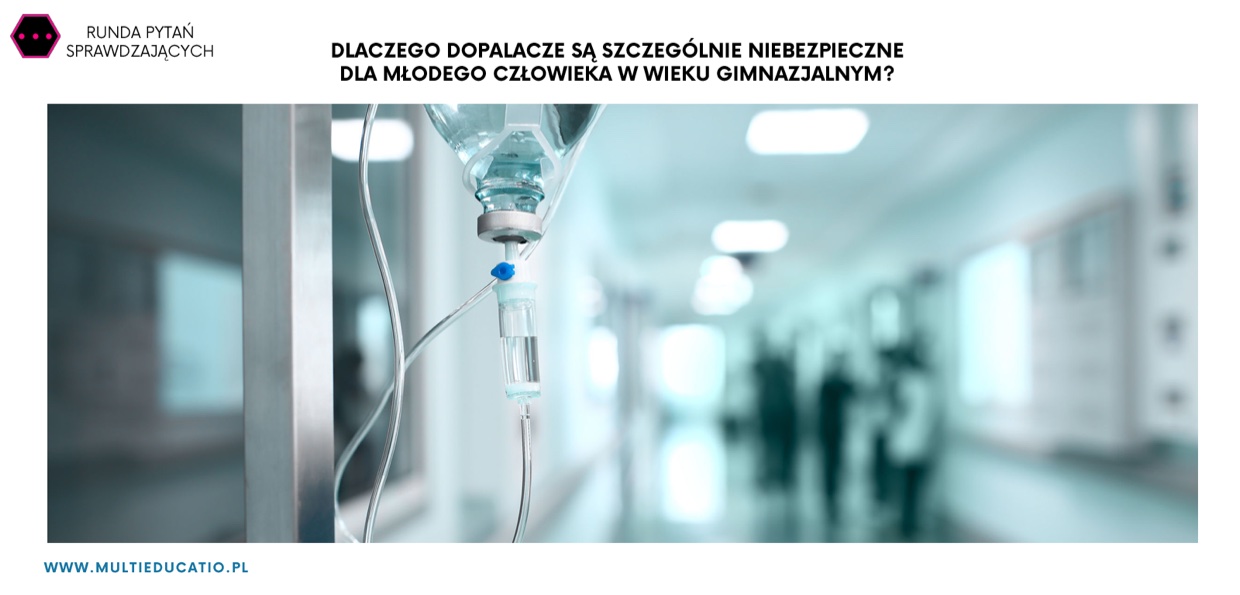 RUNDA PYTAŃ
SPRAWDZAJĄCYCH
DLACZEGO DOPALACZE SĄ SZCZEGÓLNIE NIEBEZPIECZNE
DLA MŁODEGO CZŁOWIEKA W WIEKU GIMNAZJALNYM?
WWW.MULTIEDUCATIO.PL